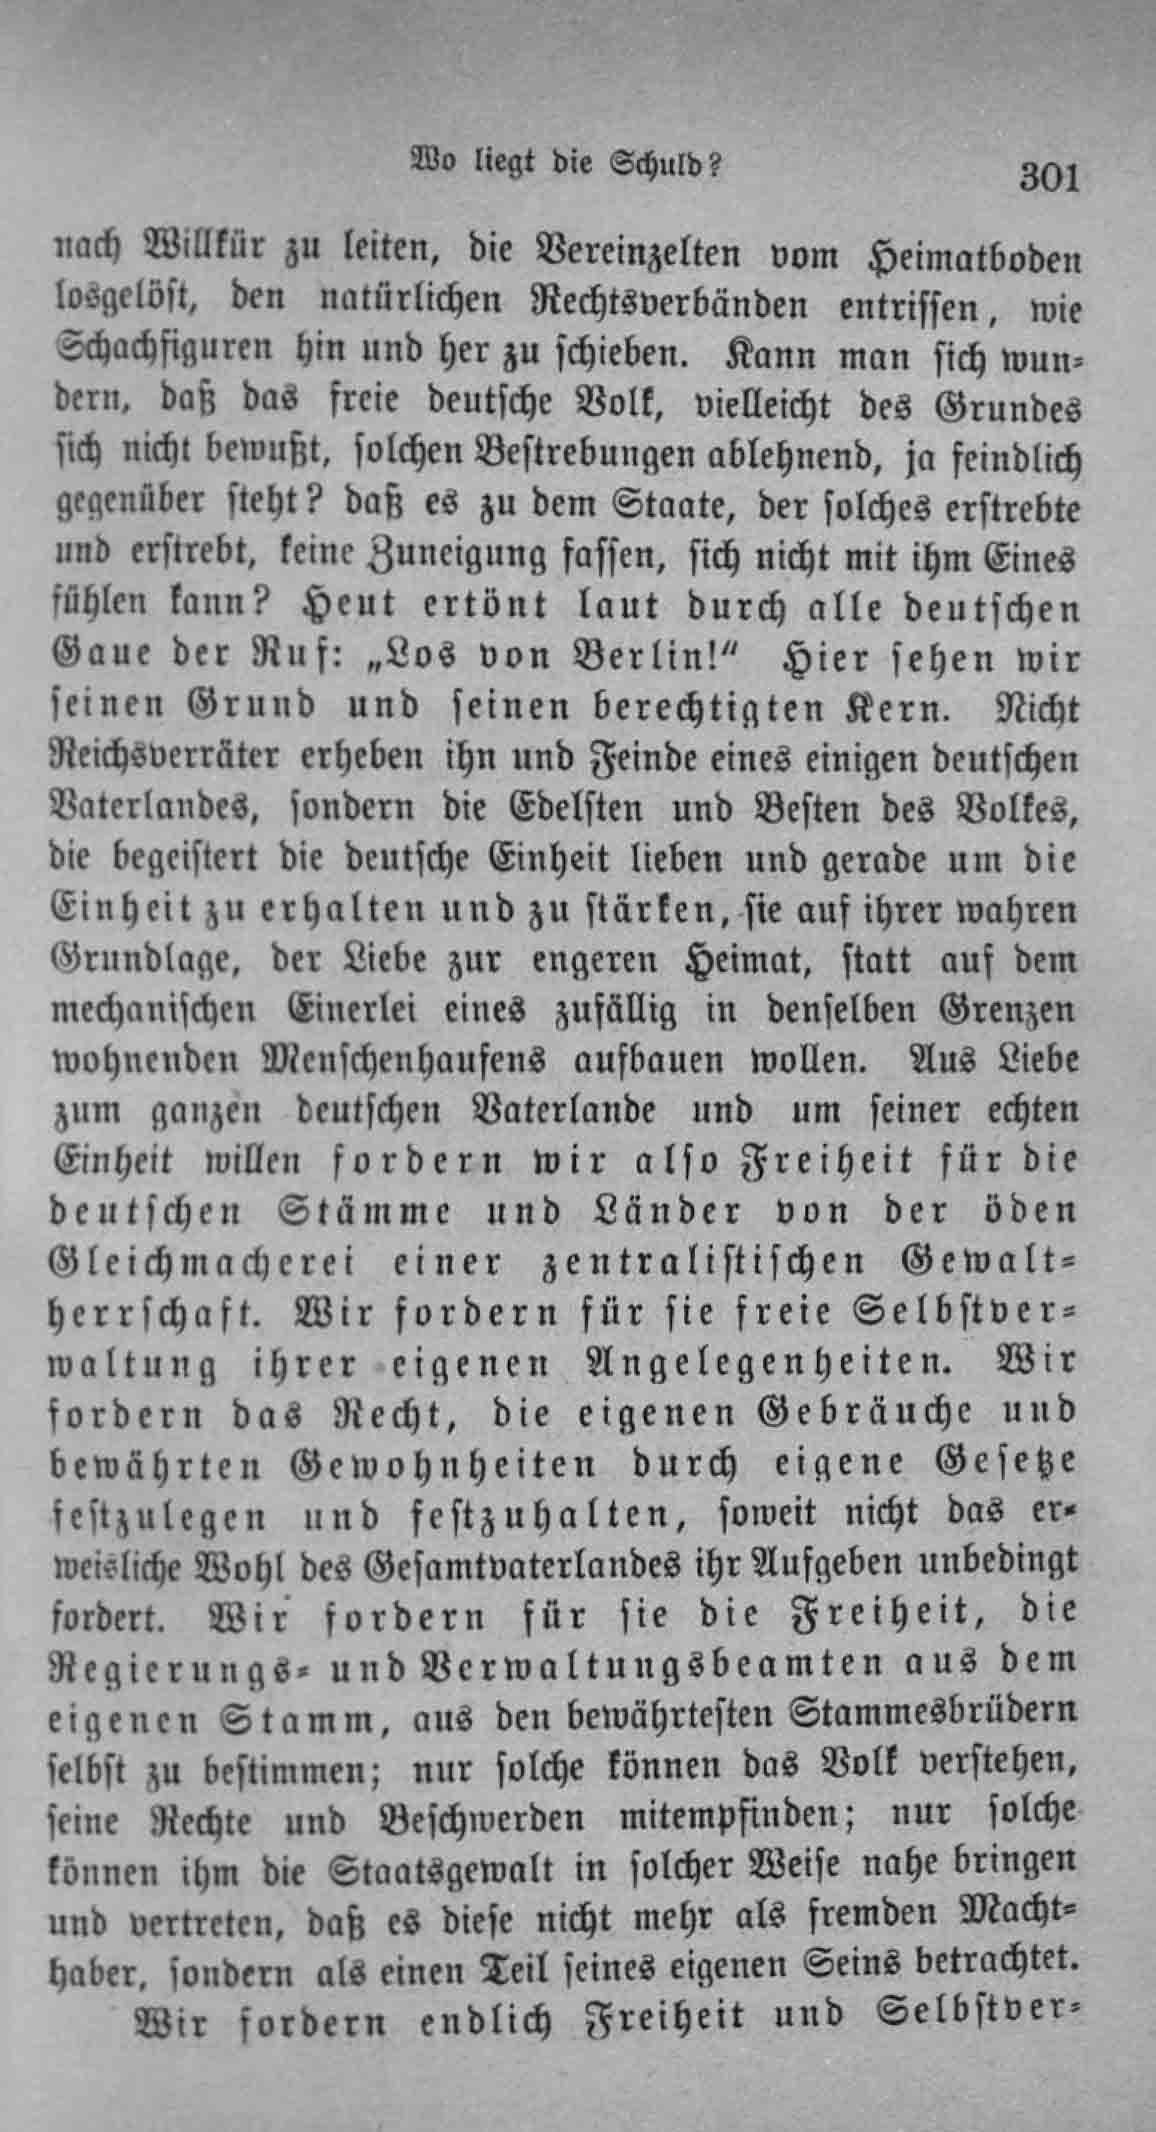 Wo liegt die Schuld?
301
nach Willkür zu leiten, die Vereinzelten vom Heimatboden
losgelöst, den natürlichen Rechtsverbänden entrissen, wie
Schachfiguren hin und her zu schieben. Kann man sich wun-
dern, daß das freie deutsche Volk, vielleicht des Grundes
sich nicht bewußt, solchen Bestrebungen ablehnend, ja feindlich
gegenüber steht? daß es zu dem Staate, der solches erstrebte
und erstrebt, keine Zuneigung fassen, sich nicht mit ihm Eines
fühlen kann? Heut ertönt laut durch alle deutschen
Gaue der Ruf: „Los von Berlin!“ Hier sehen wir
seinen Grund und seinen berechtigten Kern. Nicht
Reichsverräter erheben ihn und Feinde eines einigen deutschen
Vaterlandes, sondern die Edelsten und Besten des Volkes,
die begeistert die deutsche Einheit lieben und gerade um die
Einheit zu erhalten und zu stärken, sie auf ihrer wahren
Grundlage, der Liebe zur engeren Heimat, statt auf dem
mechanischen Einerlei eines zufällig in denselben Grenzen
wohnenden Menschenhaufens aufbauen wollen. Aus Liebe
zum ganzen deutschen Vaterlande und um seiner echten
Einheit willen fordern wir also Freiheit für die
deutschen Stämme und Länder von der öden
Gleichmacherei einer zentralistischen Gewalt-
herrschaft. Wir fordern für sie freie Selbstver-
waltung ihrer eigenen Angelegenheiten. Wir
fordern das Recht, die eigenen Gebräuche und
bewährten Gewohnheiten durch eigene Gesetze
festzulegen und festzuhalten, soweit nicht das er-
weisliche Wohl des Gesamtvaterlandes ihr Aufgeben unbedingt
fordert. Wir fordern für sie die Freiheit, die
Regierungs- und Verwaltungsbeamten aus dem
eigenen Stamm, aus den bewährtesten Stammesbrüdern
selbst zu bestimmen; nur solche können das Volk verstehen,
seine Rechte und Beschwerden mitempfinden; nur solche
können ihm die Staatsgewalt in solcher Weise nahe bringen
und vertreten, daß es diese nicht mehr als fremden Macht-
haber, sondern als einen Teil seines eigenen Seins betrachtet.
Wir fordern endlich Freiheit und Selbstver-